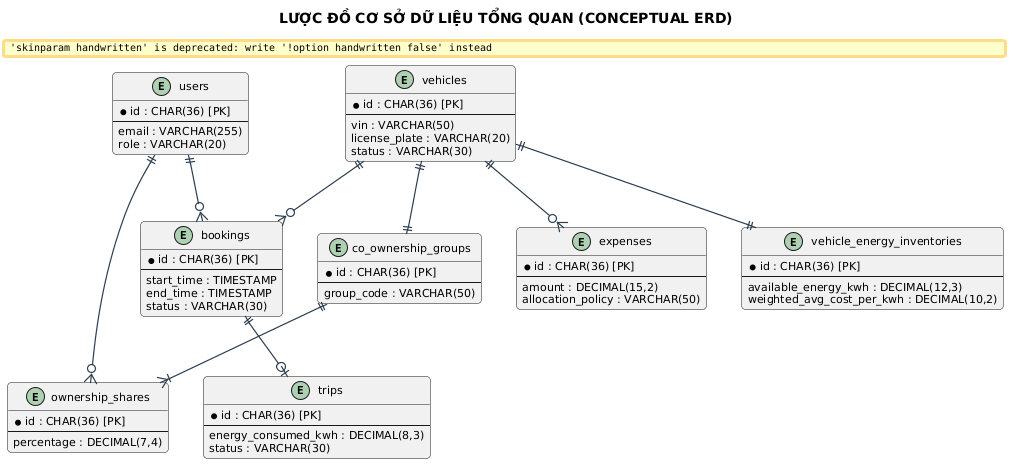 LƯỢC ĐỒ CƠ SỞ DỮ LIỆU TỔNG QUAN (CONCEPTUAL ERD)
'skinparam handwritten' is deprecated: write '!option handwritten false' instead
E users
id : CHAR(36) [PK]
email : VARCHAR(255)
role : VARCHAR(20)
E vehicles
id : CHAR(36) [PK]
vin : VARCHAR(50)
license_plate : VARCHAR(20)
status : VARCHAR(30)
E bookings
id : CHAR(36) [PK]
start_time : TIMESTAMP
end_time : TIMESTAMP
status : VARCHAR(30)
E co_ownership_groups
id : CHAR(36) [PK]
group_code : VARCHAR(50)
E expenses
id : CHAR(36) [PK]
amount : DECIMAL(15,2)
allocation_policy : VARCHAR(50)
E vehicle_energy_inventories
id : CHAR(36) [PK]
available_energy_kwh : DECIMAL(12,3)
weighted_avg_cost_per_kwh : DECIMAL(10,2)
E ownership_shares
id : CHAR(36) [PK]
percentage : DECIMAL(7,4)
E trips
id : CHAR(36) [PK]
energy_consumed_kwh : DECIMAL(8,3)
status : VARCHAR(30)